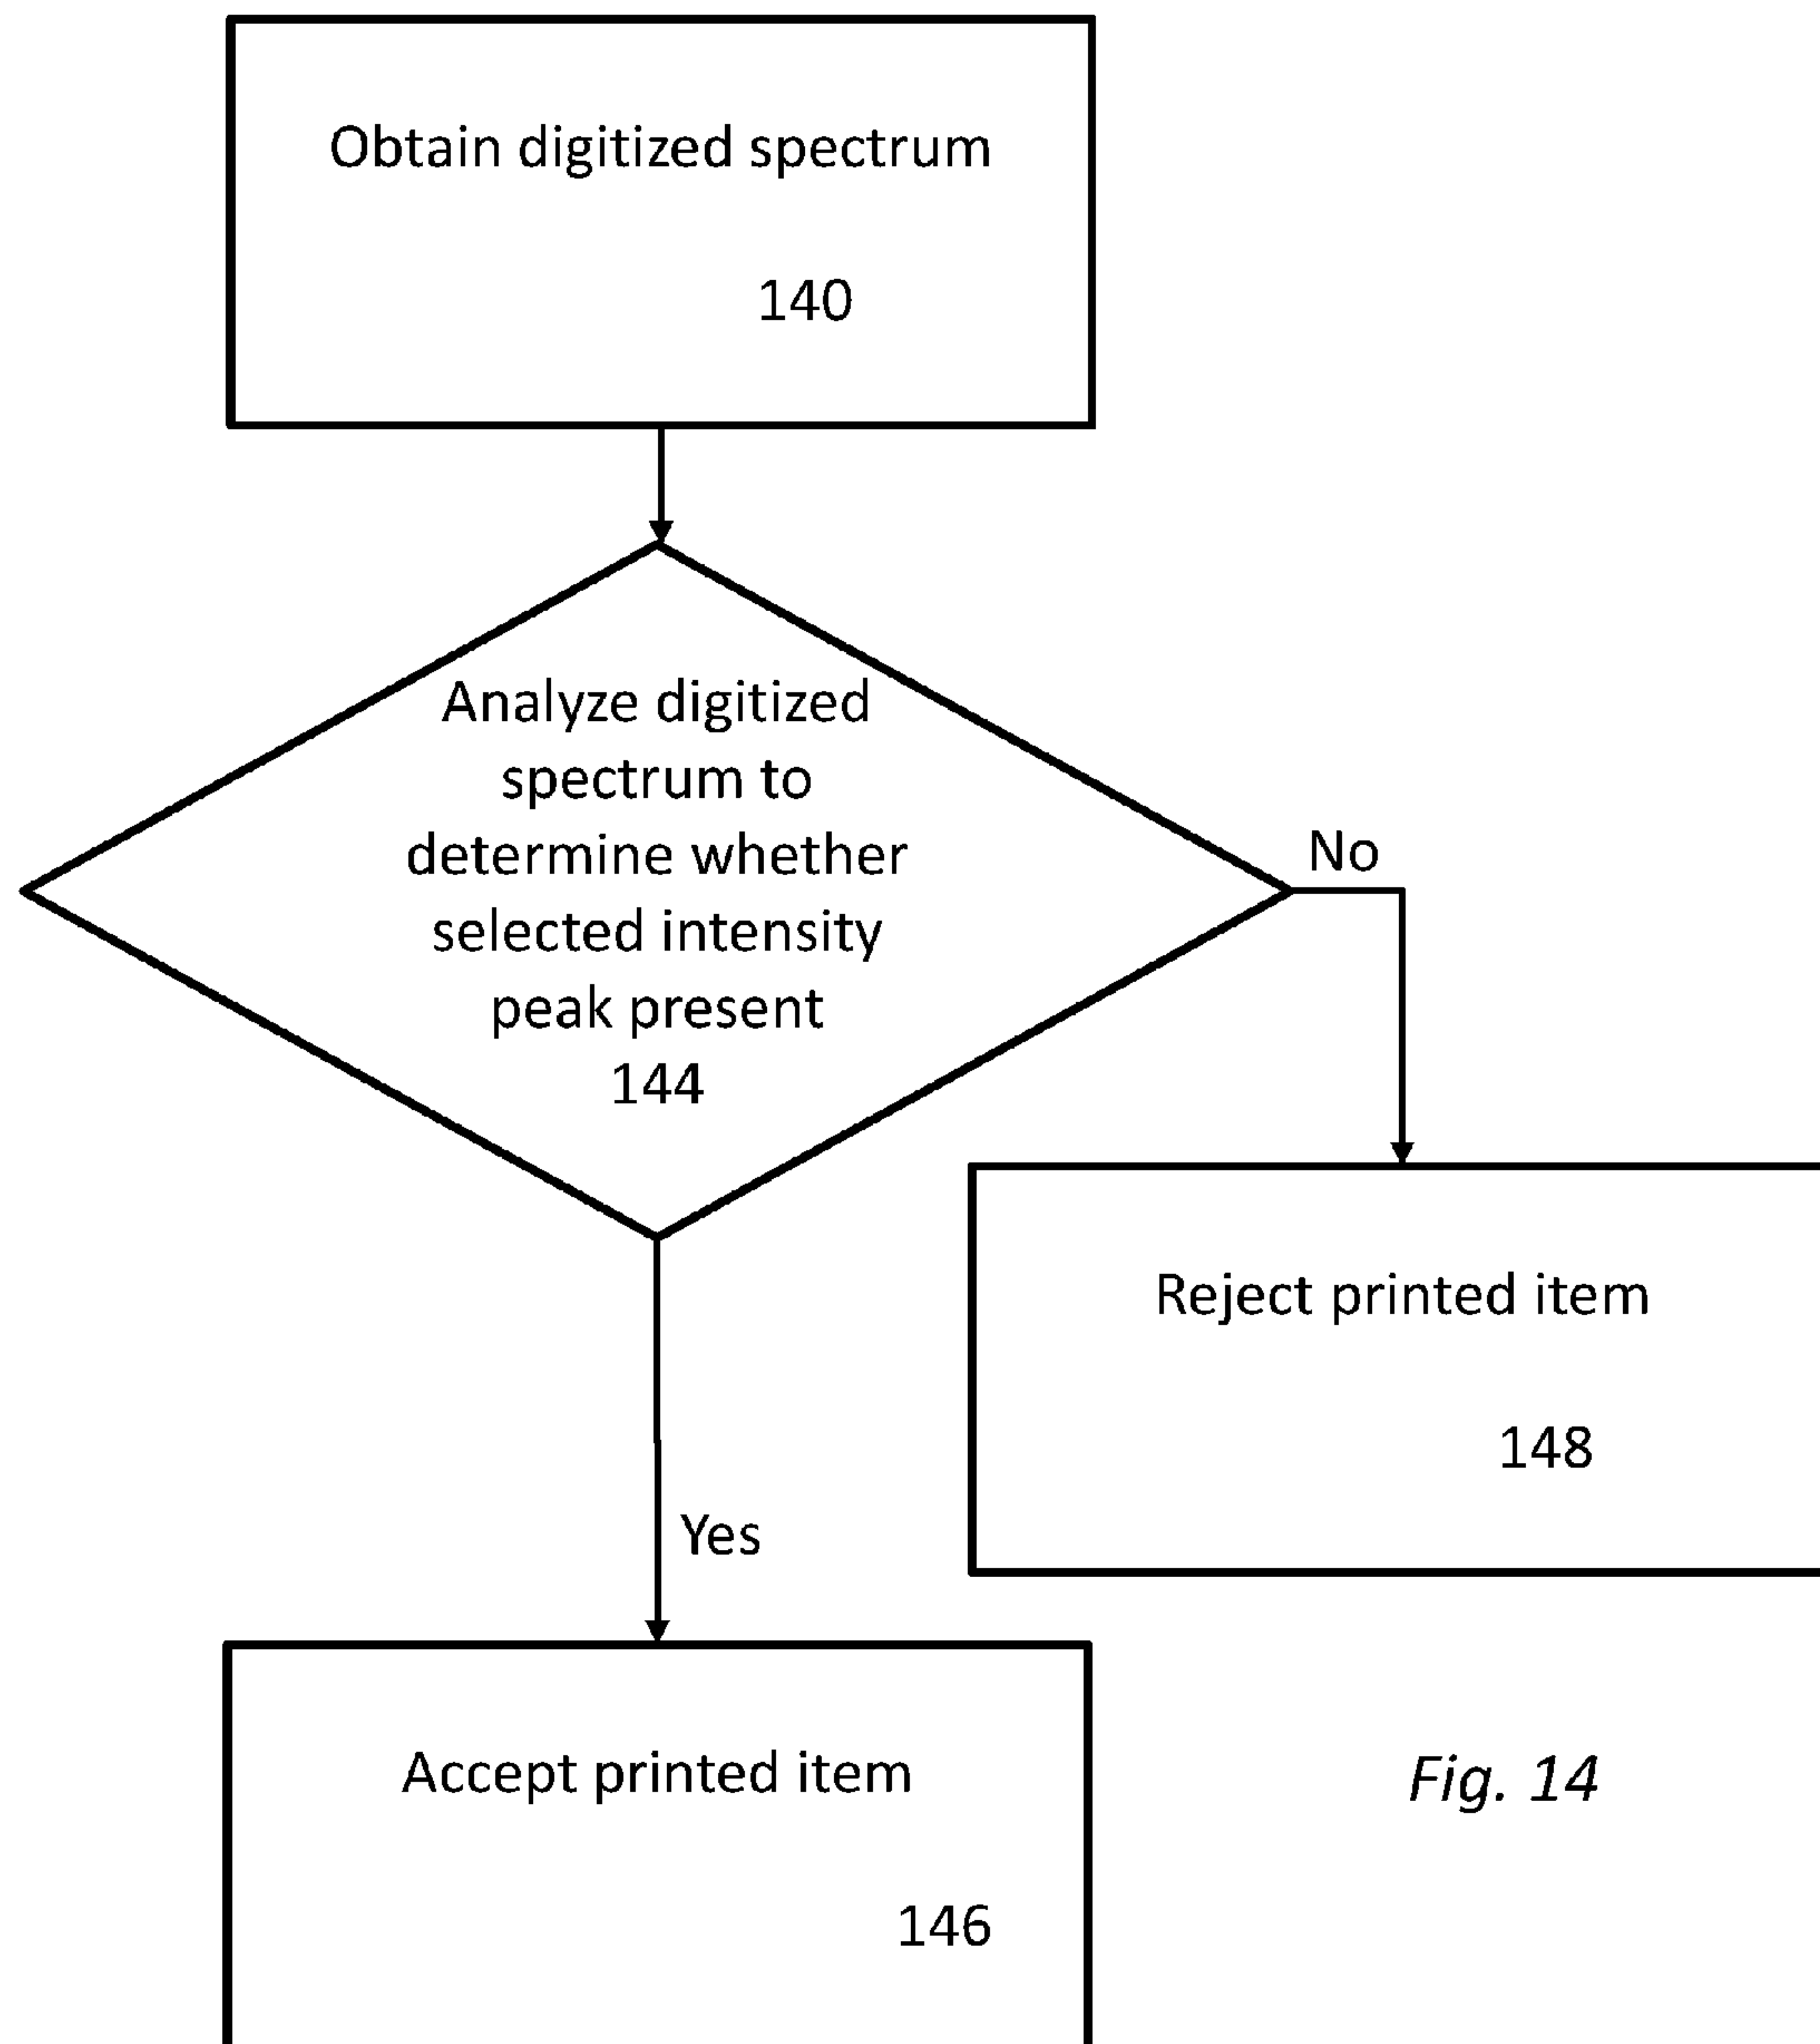 Obtain digitized spectrum
140
Analyze digitized
spectrum to
determine whether
selected intensity
peak present
144
No
Reject printed item
148
Yes
Accept printed item
146
Fig. 14